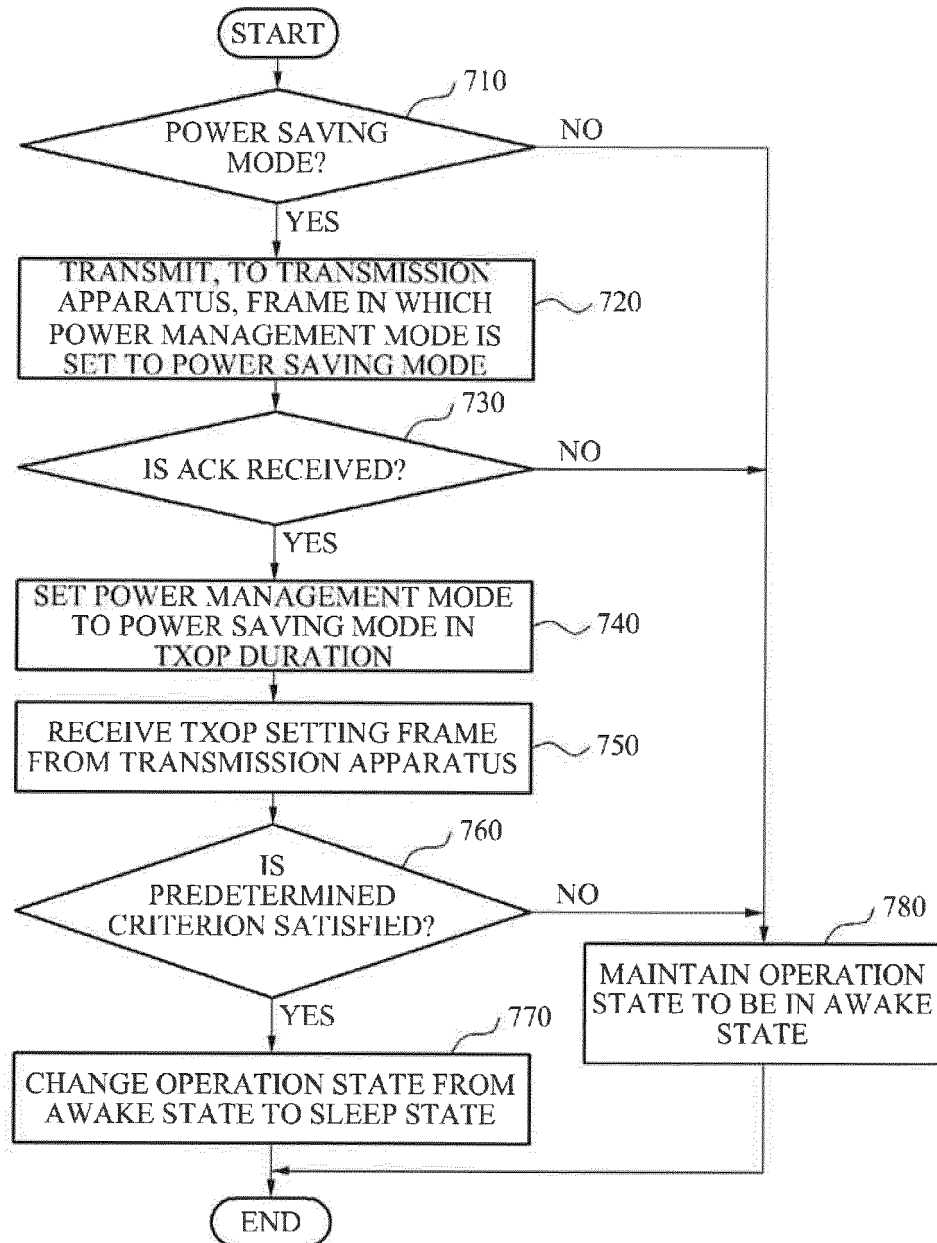 START
710
POWER SAVING
MODE?
NO
YES
TRANSMIT, TO TRANSMISSION
APPARATUS, FRAME IN WHICH
POWER MANAGEMENT MODE IS
SET TO POWER SAVING MODE
720
730
IS ACK RECEIVED?
NO
YES
SET POWER MANAGEMENT MODE
TO POWER SAVING MODE IN
TXOP DURATION
740
RECEIVE TXOP SETTING FRAME
FROM TRANSMISSION APPARATUS
750
760
IS
PREDETERMINED
CRITERION SATISFIED?
NO
780
MAINTAIN OPERATION
STATE TO BE IN AWAKE
STATE
YES
770
CHANGE OPERATION STATE FROM
AWAKE STATE TO SLEEP STATE
END